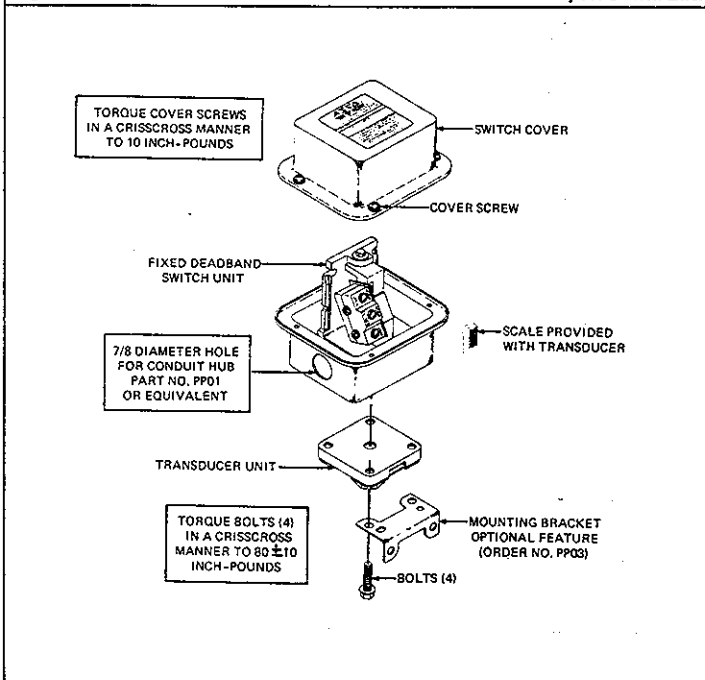 TORQUE COVER SCREWS
IN A CRISSCROSS MANNER
TO 10 INCH-POUNDS
SWITCH COVER
COVER SCREW
FIXED DEADBAND
SWITCH UNIT
SCALE PROVIDED
WITH TRANSDUCER
7/8 DIAMETER HOLE
FOR CONDUIT HUB
PART NO. PP01
OR EQUIVALENT
TRANSDUCER UNIT
TORQUE BOLTS (4)
IN A CRISSCROSS
MANNER TO 80 ±10
INCH-POUNDS
MOUNTING BRACKET
OPTIONAL FEATURE
(ORDER NO. PP03)
BOLTS (4)